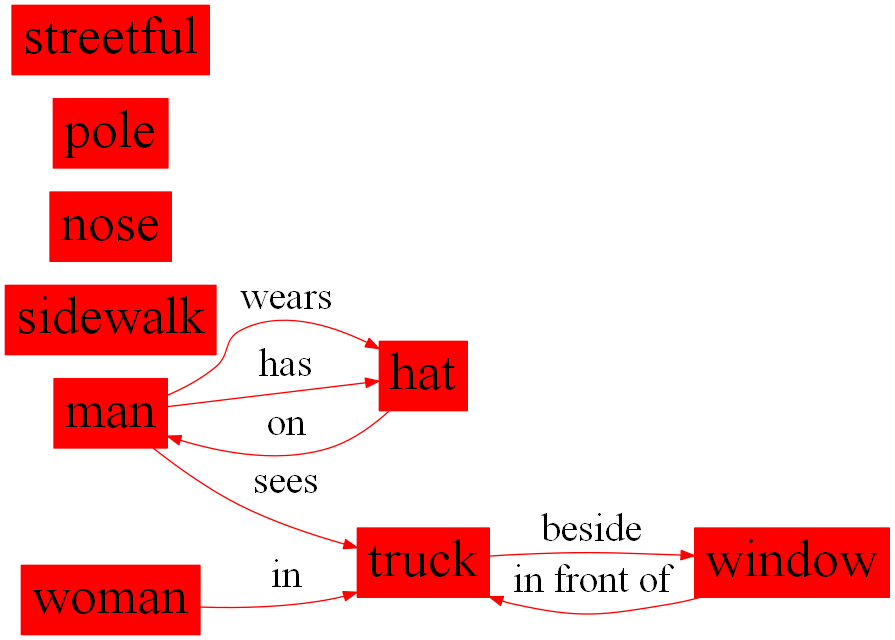 streetful
pole
nose
sidewalk
wears
has
hat
man
on
sees
beside
truck
window
in
in front of
woman